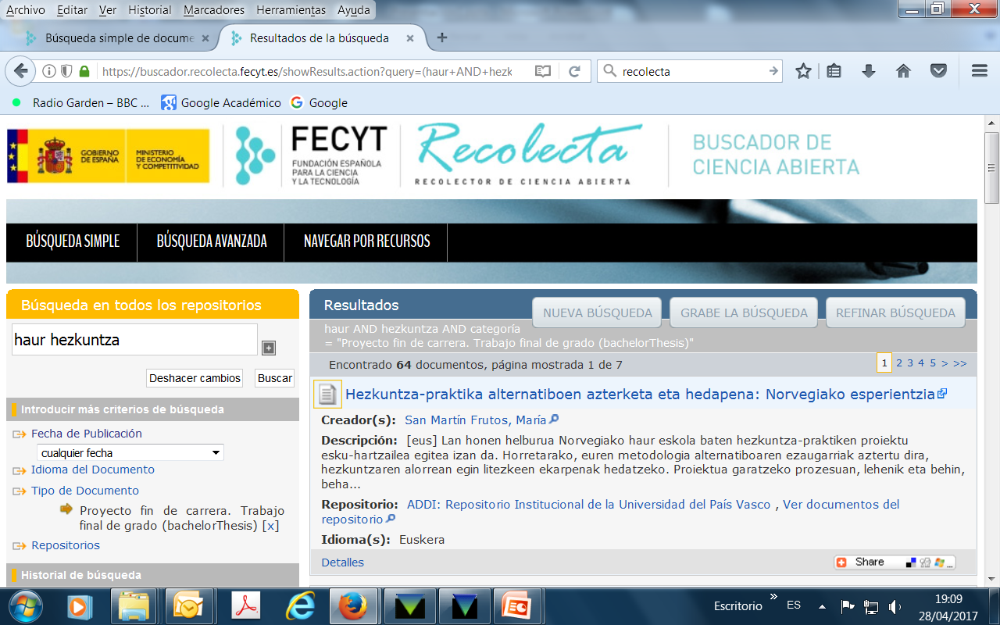 Archivo Editar Ver Historial Marcadores Herramientas Ayuda
Búsqueda simple de docume
Resultados de la búsqueda
https://buscador.recolecta.fecyt.es/showResults.action?query=(haur+AND+hezk
recolecta
Radio Garden – BBC ... Google Académico Google
GOBIERNO DE ESPAÑA
MINISTERIO DE ECONOMÍA Y COMPETITIVIDAD
FECYT
FUNDACIÓN ESPAÑOLA
PARA LA CIENCIA
Y LA TECNOLOGÍA
Recolecta
RECOLECTOR DE CIENCIA ABIERTA
BUSCADOR DE
CIENCIA ABIERTA
BÚSQUEDA SIMPLE BÚSQUEDA AVANZADA NAVEGAR POR RECURSOS
Búsqueda en todos los repositorios
haur hezkuntza
Deshacer cambios Buscar
Introducir más criterios de búsqueda
Fecha de Publicación
cualquier fecha
Idioma del Documento
Tipo de Documento
Proyecto fin de carrera. Trabajo
final de grado (bachelorThesis) [x]
Repositorios
Historial de búsqueda
Resultados
NUEVA BÚSQUEDA GRABE LA BÚSQUEDA REFINAR BÚSQUEDA
haur AND hezkuntza AND categoría
= "Proyecto fin de carrera. Trabajo final de grado (bachelorThesis)"
Encontrado 64 documentos, página mostrada 1 de 7
1 2 3 4 5 > >>
Hezkuntza-praktika alternatiboen azterketa eta hedapena: Norvegiako esperientzia
Creador(s): San Martín Frutos, María
Descripción: [eus] Lan honen helburua Norvegiako haur eskola baten hezkuntza-praktiken proiektu
esku-hartzailea egitea izan da. Horretarako, euren metodologia alternatiboaren ezaugarriak aztertu dira,
hezkuntzaren alorrean egin litezkeen ekarpenak hedatzeko. Proiektua garatzeko prozesuan, lehenik eta behin,
beha...
Repositorio: ADDI: Repositorio Institucional de la Universidad del País Vasco , Ver documentos del
repositorio
Idioma(s): Euskera
Detalles
Share
Escritorio » ES
19:09
28/04/2017